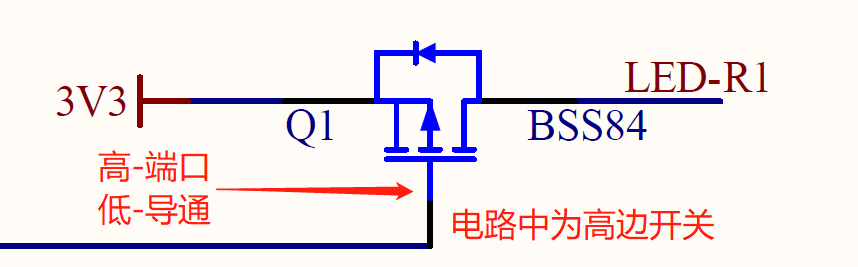 LED-R1
3V3
Q1
BSS84
高-端口
低-导通
电路中为高边开关